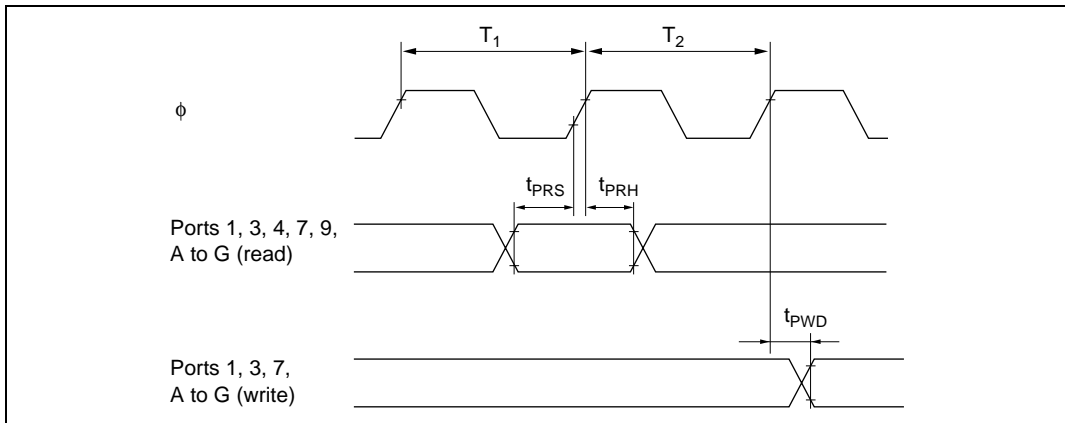 T1
T2
ϕ
tPRS
tPRH
Ports 1, 3, 4, 7, 9,
A to G (read)
tPWD
Ports 1, 3, 7,
A to G (write)